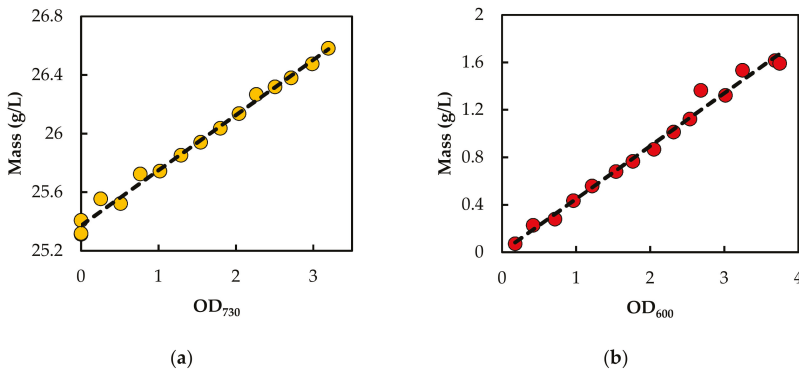 26.8
26.4
26
25.6
25.2
Mass (g/L)
0 1 2 3
OD₇₃₀
(a)
2
1.6
1.2
0.8
0.4
0
Mass (g/L)
0 1 2 3 4
OD₆₀₀
(b)